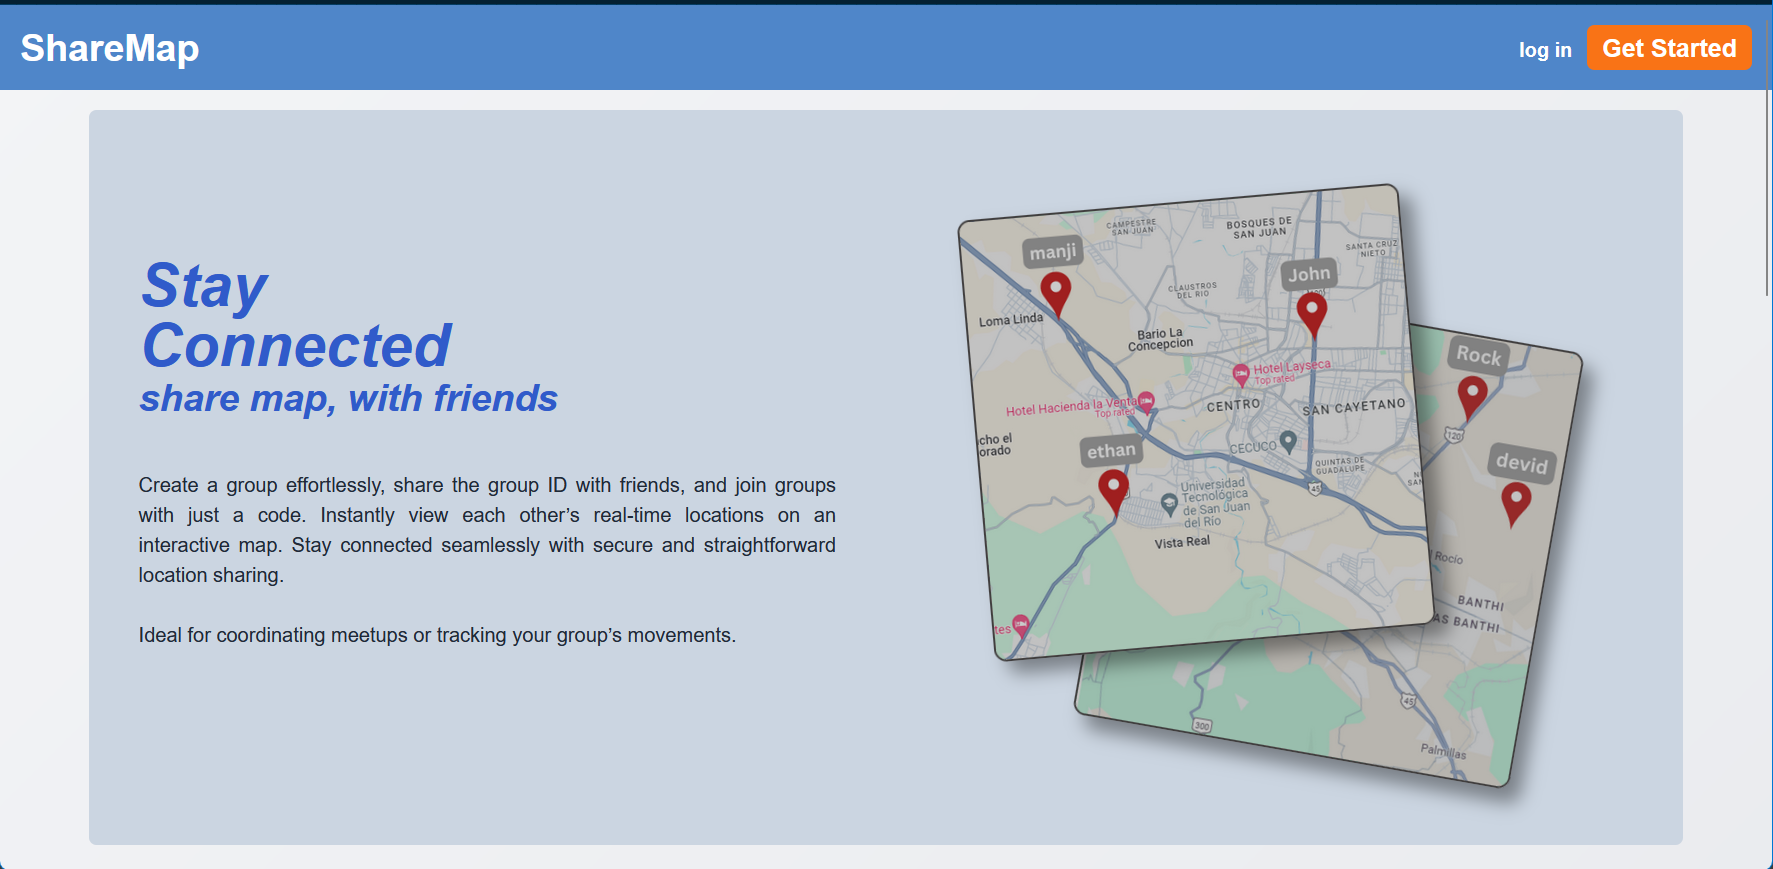 ShareMap
log in
Get Started
Stay
Connected
share map, with friends
Create a group effortlessly, share the group ID with friends, and join groups
with just a code. Instantly view each other’s real-time locations on an
interactive map. Stay connected seamlessly with secure and straightforward
location sharing.
Ideal for coordinating meetups or tracking your group’s movements.
CAMPESTRE
SAN JUAN
BOSQUES DE
SAN JUAN
SANTA CRUZ
NIETO
manji
John
CLAUSTROS
DEL RIO
Loma Linda
Bario La
Concepcion
Hotel Layseca
Top rated
Hotel Hacienda la Venta
Top rated
CENTRO
SAN CAYETANO
cho el
orado
ethan
CECUCO
QUINTAS DE
GUADALUPE
45
Universidad
Tecnológica
de San Juan
del Río
Vista Real
tes
Rock
120
devid
l Rocío
BANTHI
AS BANTHI
45
300
Palmillas